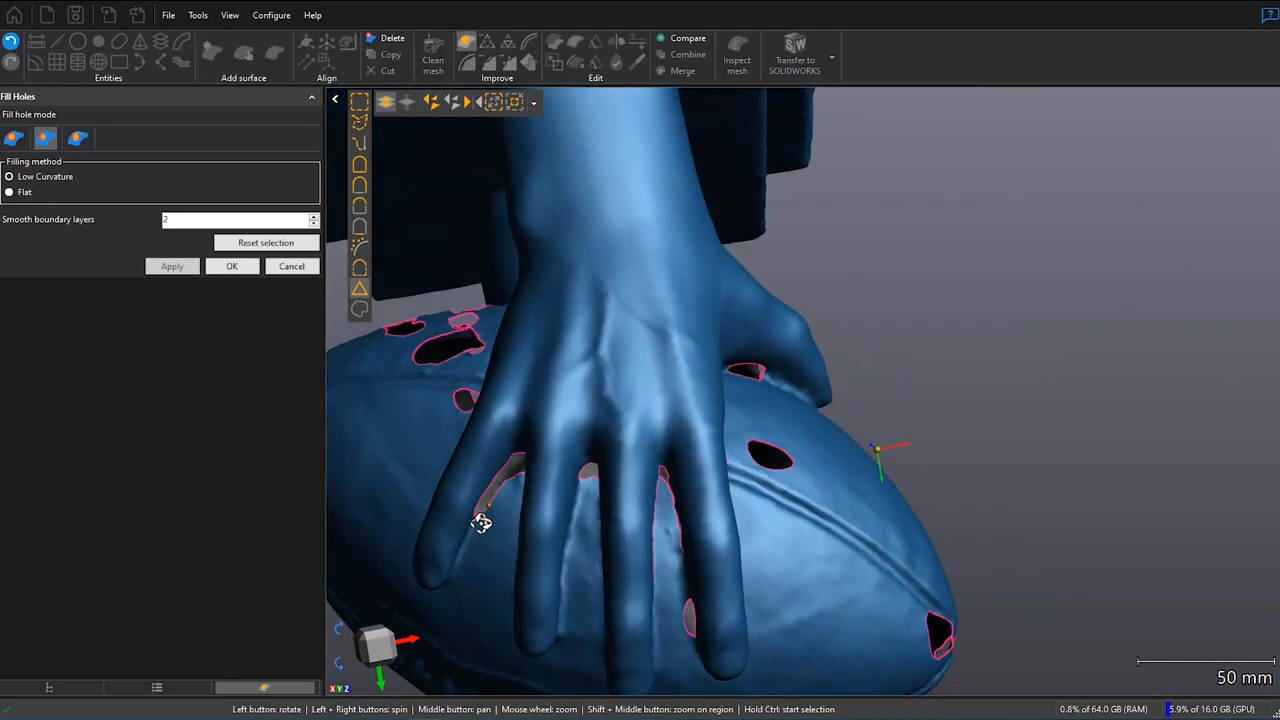 File Tools View Configure Help
Entities Add surface Align
Delete
Copy
Cut
Clean
mesh
Improve
Edit
Compare
Combine
Merge
Inspect
mesh
Transfer to
SOLIDWORKS
Fill Holes
Fill hole mode
Filling method
Low Curvature
Flat
Smooth boundary layers 2
Reset selection
Apply OK Cancel
X Y Z
50 mm
Left button: rotate | Left + Right buttons: spin | Middle button: pan | Mouse wheel: zoom | Shift + Middle button: zoom on region | Hold Ctrl: start selection
0.8% of 64.0 GB (RAM) 5.9% of 16.0 GB (GPU)